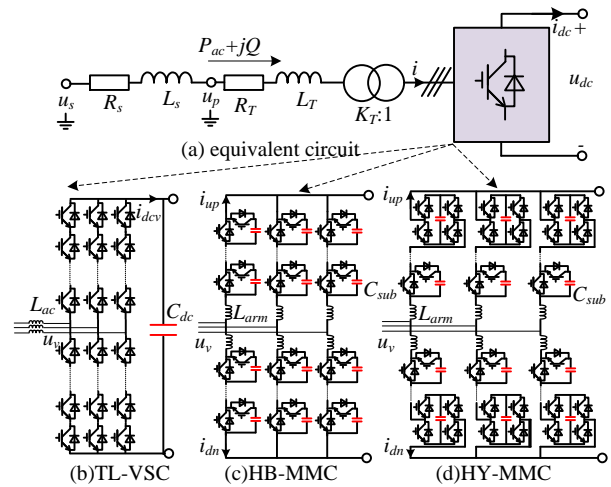 P_ac+jQ
i
i_dc +
u_dc
u_s
R_s
L_s
u_p
R_T
L_T
K_T:1
-
(a) equivalent circuit
i_dcv
L_ac
u_v
C_dc
i_up
C_sub
L_arm
u_v
i_dn
i_up
C_sub
L_arm
u_v
i_dn
(b)TL-VSC
(c)HB-MMC
(d)HY-MMC